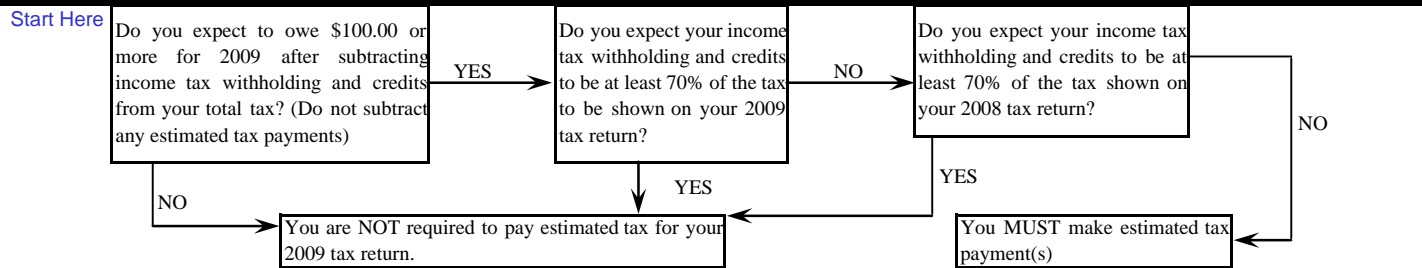 Start Here
Do you expect to owe $100.00 or
more for 2009 after subtracting
income tax withholding and credits
from your total tax? (Do not subtract
any estimated tax payments)
YES
Do you expect your income
tax withholding and credits
to be at least 70% of the tax
to be shown on your 2009
tax return?
NO
Do you expect your income tax
withholding and credits to be at
least 70% of the tax shown on
your 2008 tax return?
NO
NO
YES
YES
You are NOT required to pay estimated tax for your
2009 tax return.
You MUST make estimated tax
payment(s)